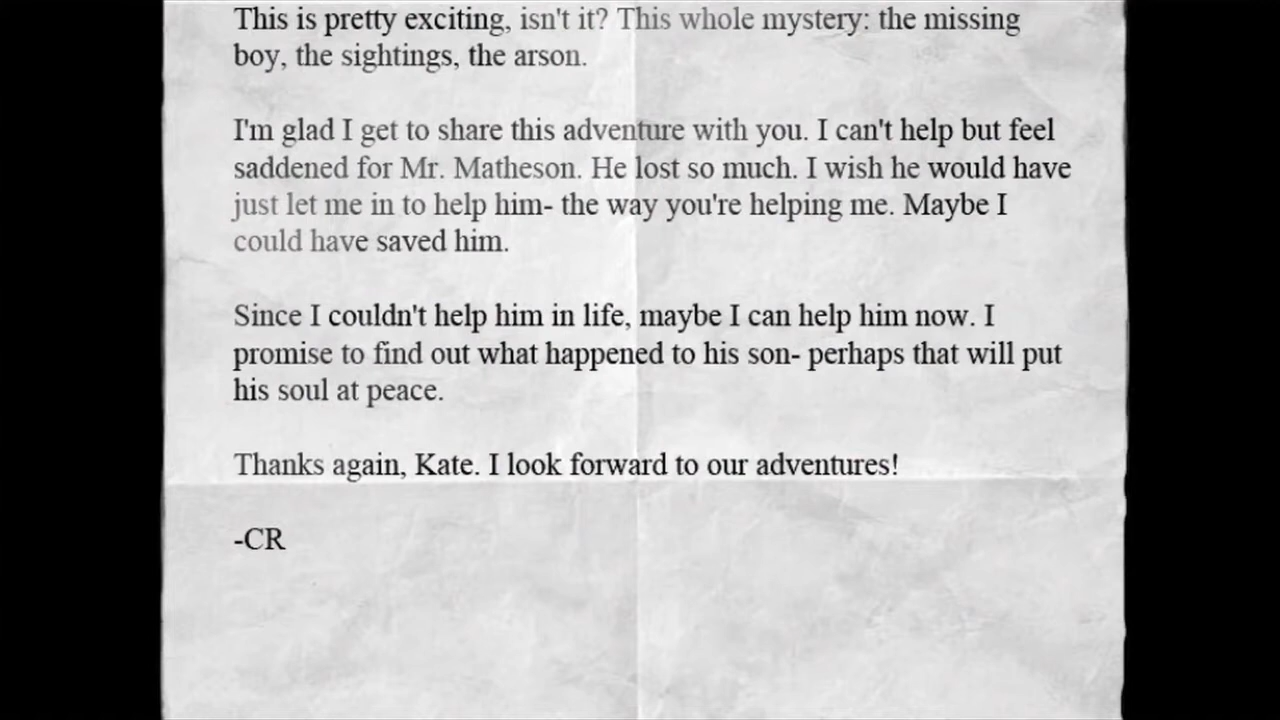 This is pretty exciting, isn't it? This whole mystery: the missing
boy, the sightings, the arson.
I'm glad I get to share this adventure with you. I can't help but feel
saddened for Mr. Matheson. He lost so much. I wish he would have
just let me in to help him- the way you're helping me. Maybe I
could have saved him.
Since I couldn't help him in life, maybe I can help him now. I
promise to find out what happened to his son- perhaps that will put
his soul at peace.
Thanks again, Kate. I look forward to our adventures!
-CR